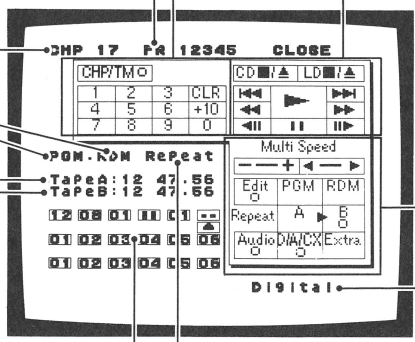 CHP 17 FR 12345 CLOSE
CHP/TM
CD ■/▲ LD ■/▲
1 2 3 CLR
4 5 6 +10
7 8 9 0
Multi Speed
– – + ◀ – ▶
PGM·RDM RePeat
TaPeA:12 47.56
TaPeB:12 47.56
Edit PGM RDM
Repeat A ▶ B
Audio D/A/CX Extra
12 08 01 01 --
01 02 03 04 05 06
01 02 03 04 05 06
Digital